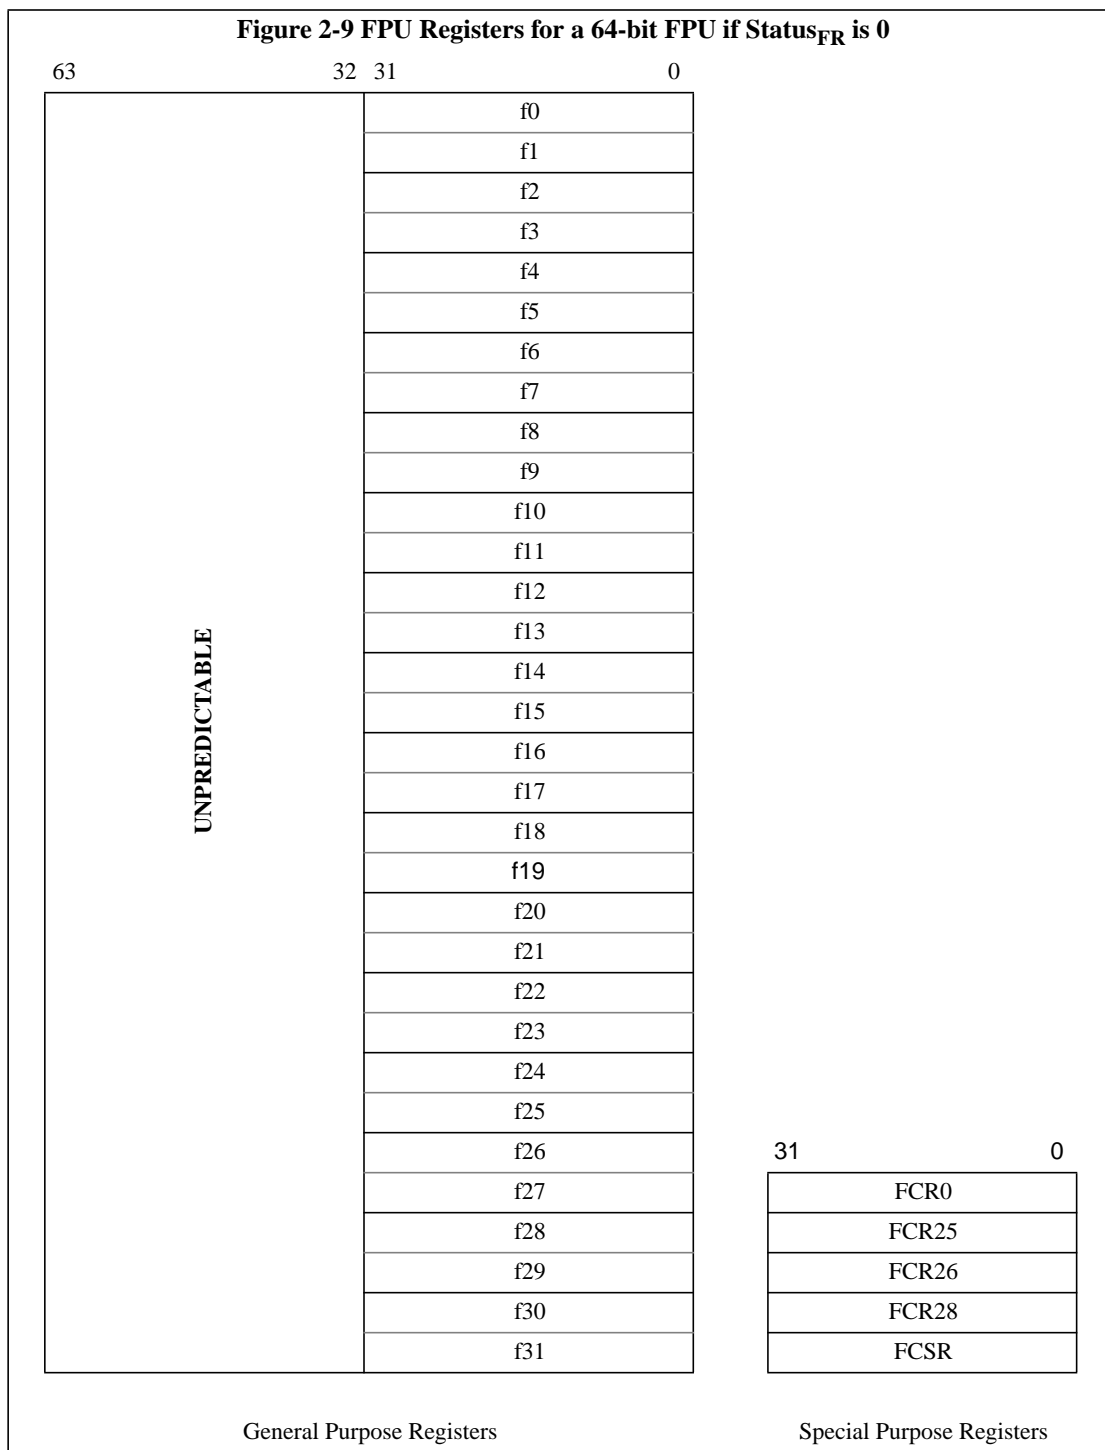 Figure 2-9 FPU Registers for a 64-bit FPU if StatusFR is 0
63 32 31 0
f0
f1
f2
f3
f4
f5
f6
f7
f8
f9
f10
f11
f12
f13
f14
f15
f16
f17
f18
f19
f20
f21
f22
f23
f24
f25
f26
f27
f28
f29
f30
f31
UNPREDICTABLE
General Purpose Registers
31 0
FCR0
FCR25
FCR26
FCR28
FCSR
Special Purpose Registers